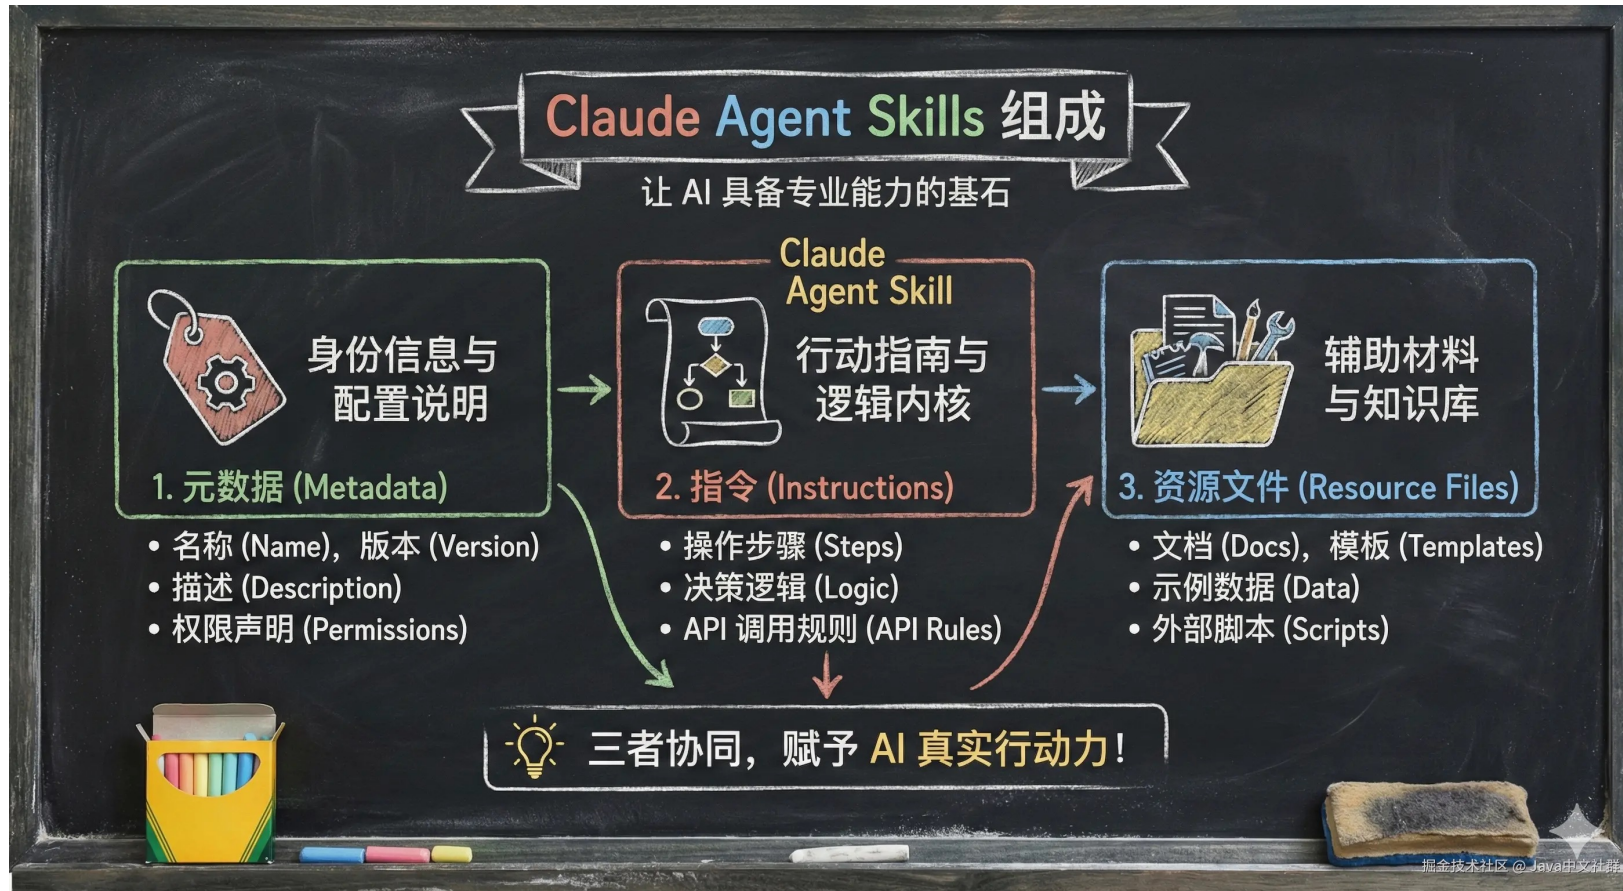 Claude Agent Skills 组成
让 AI 具备专业能力的基石
身份信息与
配置说明
1. 元数据 (Metadata)
• 名称 (Name)，版本 (Version)
• 描述 (Description)
• 权限声明 (Permissions)
Claude
Agent Skill
行动指南与
逻辑内核
2. 指令 (Instructions)
• 操作步骤 (Steps)
• 决策逻辑 (Logic)
• API 调用规则 (API Rules)
辅助材料
与知识库
3. 资源文件 (Resource Files)
• 文档 (Docs)，模板 (Templates)
• 示例数据 (Data)
• 外部脚本 (Scripts)
三者协同，赋予 AI 真实行动力！
掘金技术社区 @ Java中文社群